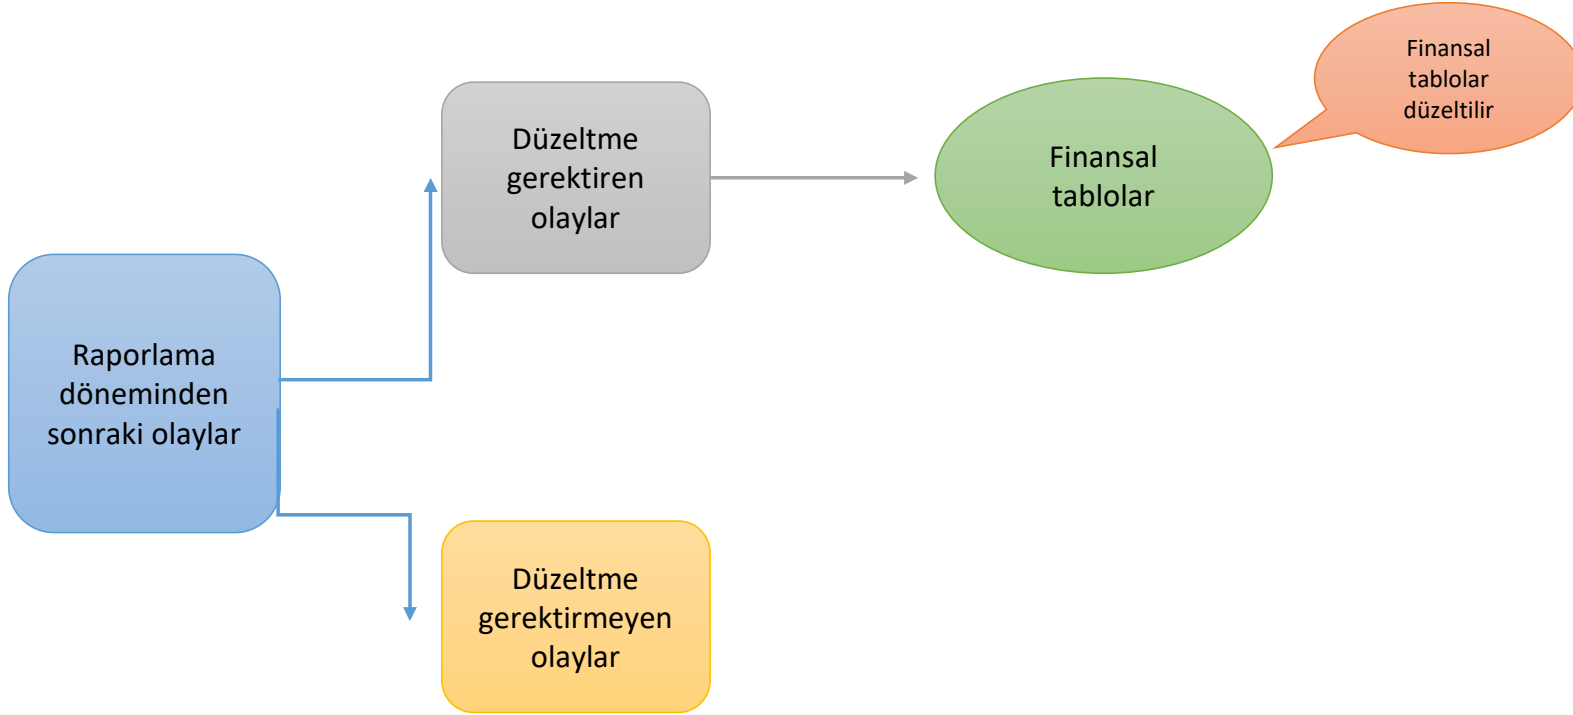 Raporlama
döneminden
sonraki olaylar
Düzeltme
gerektiren
olaylar
Finansal
tablolar
Finansal
tablolar
düzeltilir
Düzeltme
gerektirmeyen
olaylar